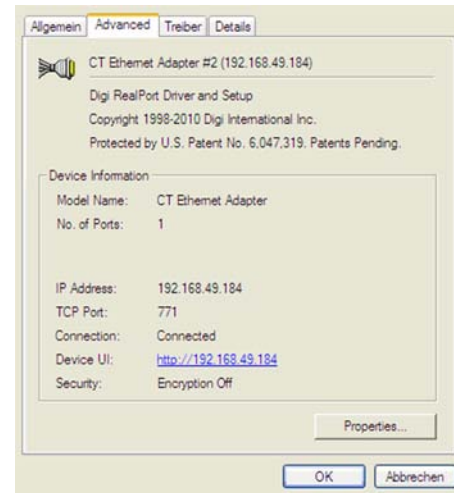 Allgemein Advanced Treiber Details
CT Ethernet Adapter #2 (192.168.49.184)
Digi RealPort Driver and Setup
Copyright 1998-2010 Digi International Inc.
Protected by U.S. Patent No. 6,047,319. Patents Pending.
Device Information
Model Name: CT Ethernet Adapter
No. of Ports: 1
IP Address: 192.168.49.184
TCP Port: 771
Connection: Connected
Device UI: http://192.168.49.184
Security: Encryption Off
Properties...
OK Abbrechen